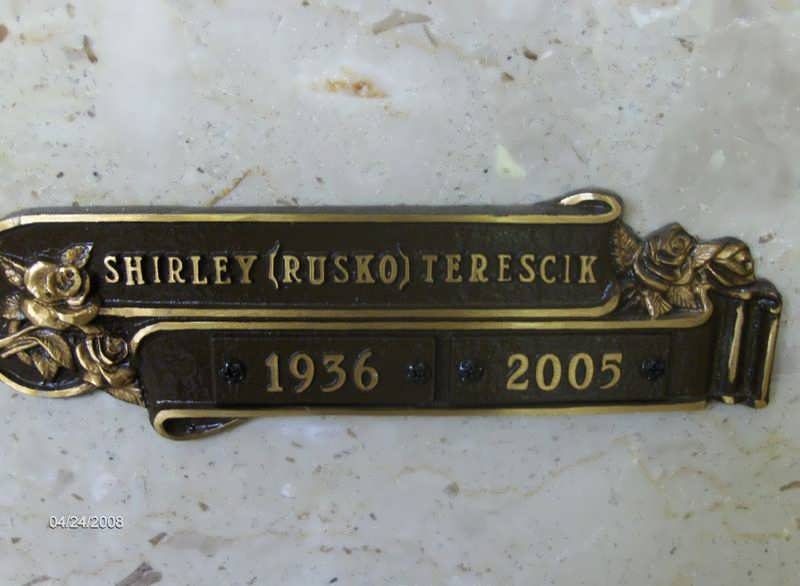 SHIRLEY (RUSKO) TERESCIK
1936 2005
04/24/2008